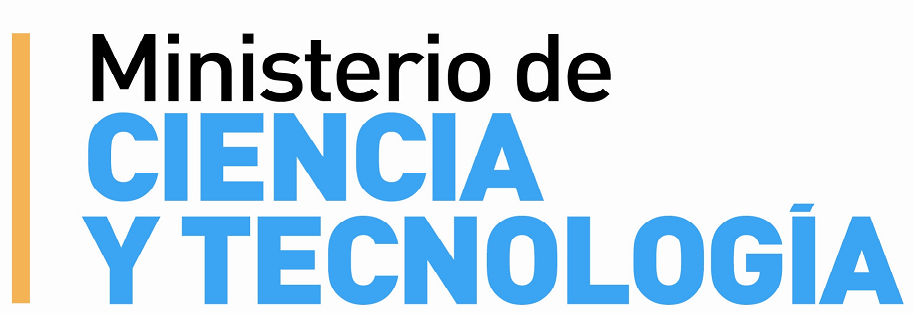 Ministerio de
CIENCIA
Y TECNOLOGÍA